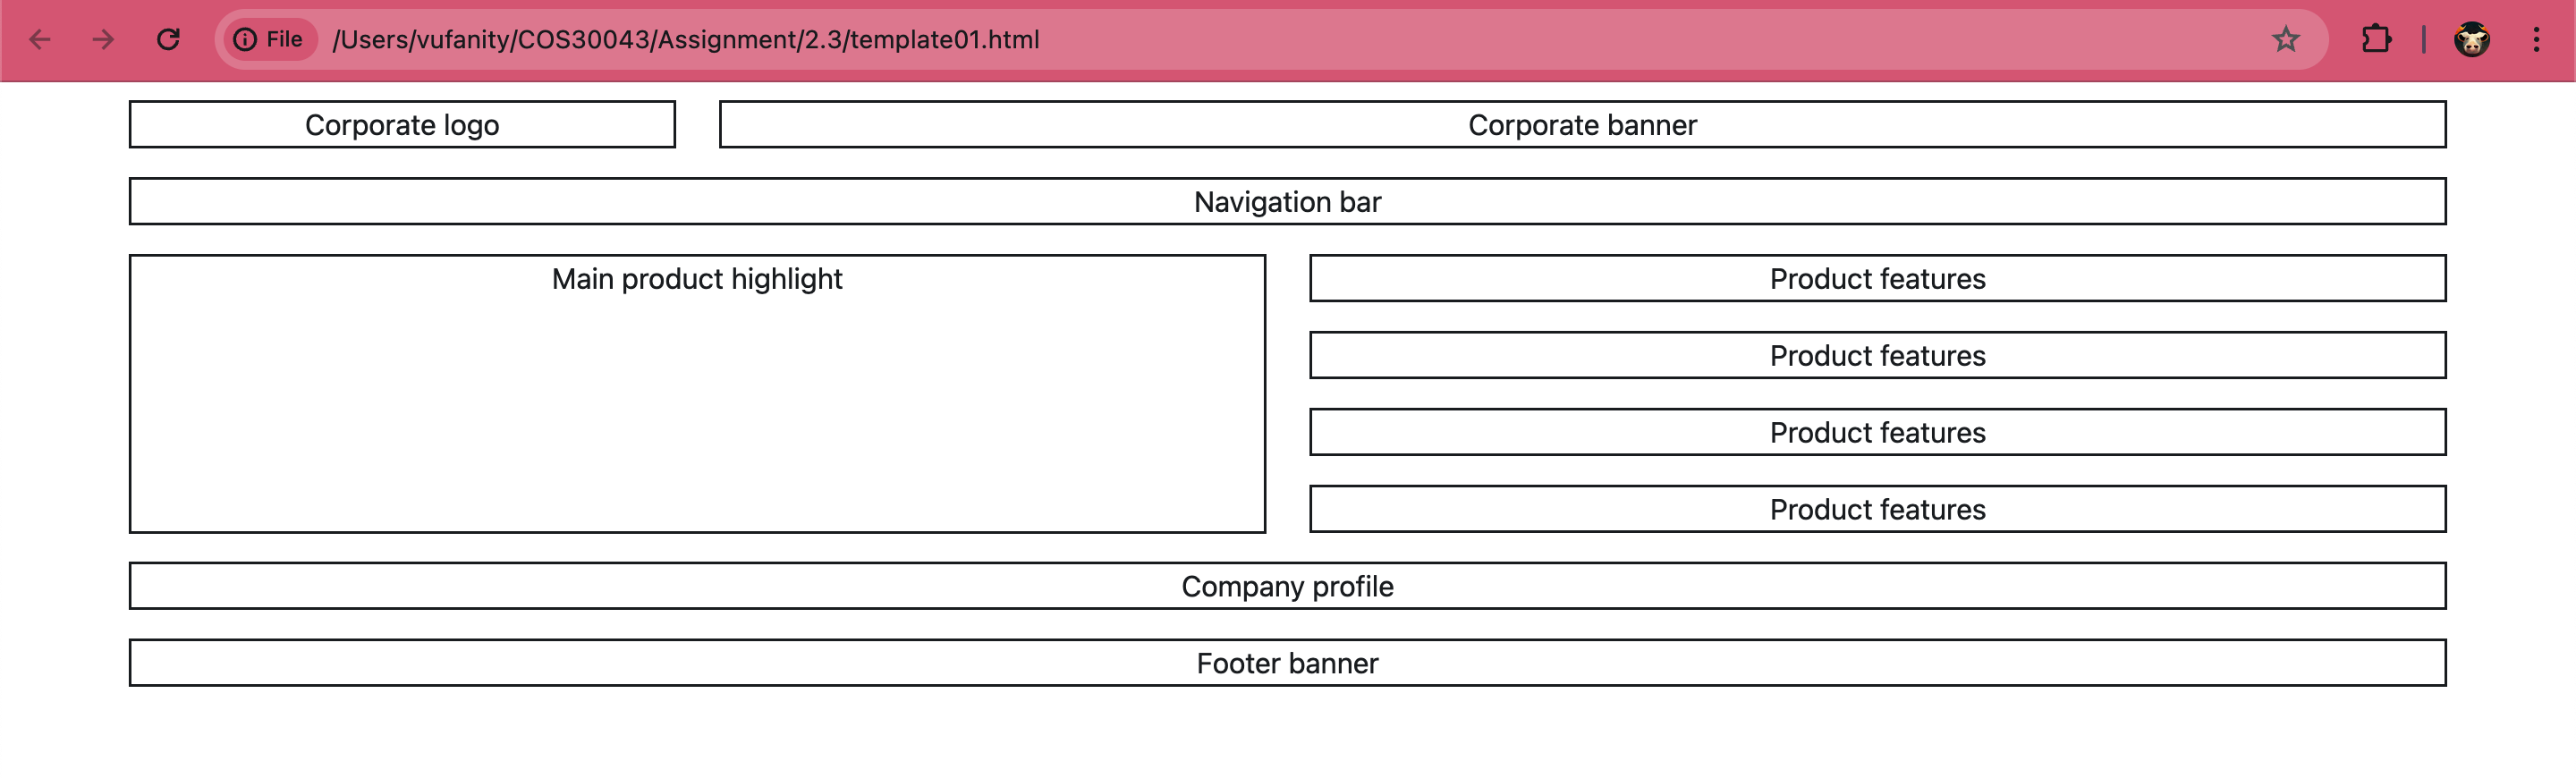 File /Users/vufanity/COS30043/Assignment/2.3/template01.html
Corporate logo
Corporate banner
Navigation bar
Main product highlight
Product features
Product features
Product features
Product features
Company profile
Footer banner